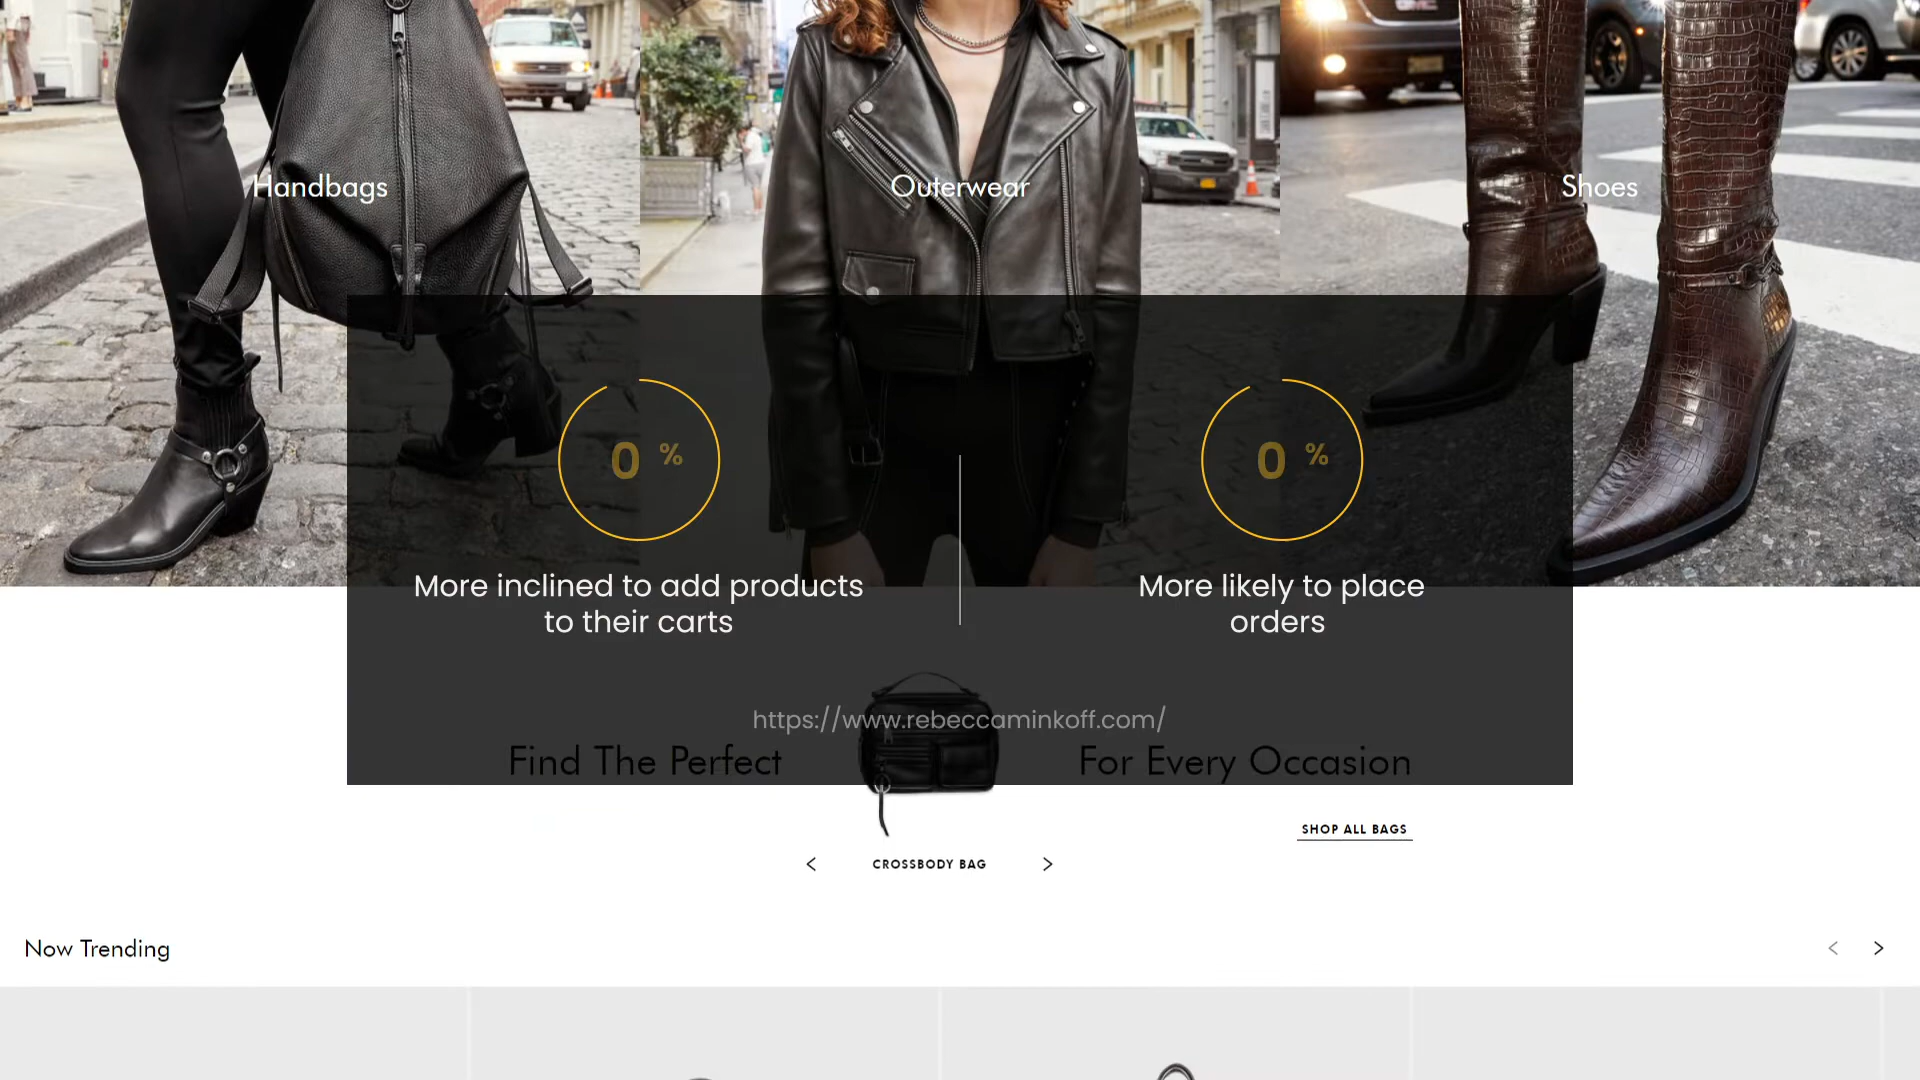 Handbags
Outerwear
Shoes
0 %
0 %
More inclined to add products
to their carts
More likely to place
orders
https://www.rebeccaminkoff.com/
Find The Perfect
For Every Occasion
SHOP ALL BAGS
< CROSSBODY BAG >
Now Trending
< >